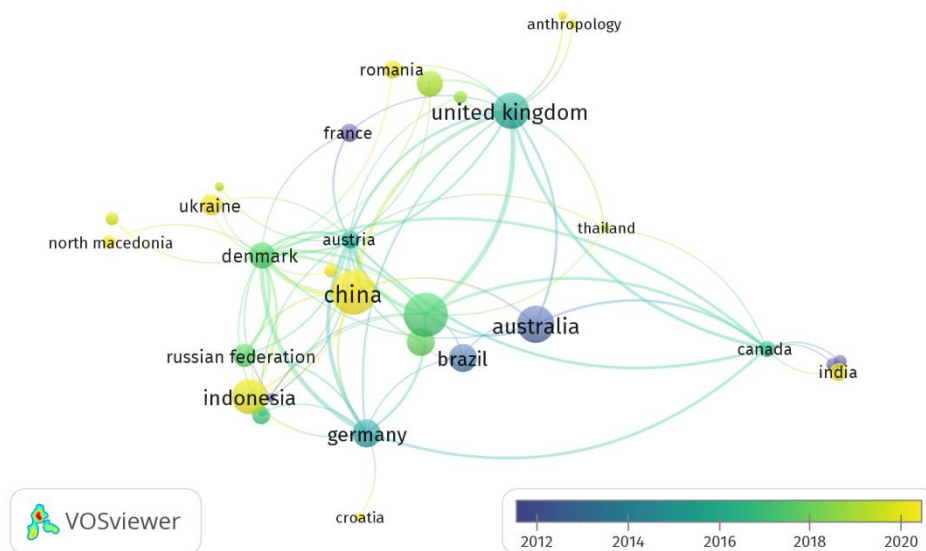 anthropology
romania
united kingdom
france
ukraine
thailand
north macedonia
denmark
austria
china
australia
canada
russian federation
brazil
india
indonesia
germany
croatia
VOSviewer
2012 2014 2016 2018 2020